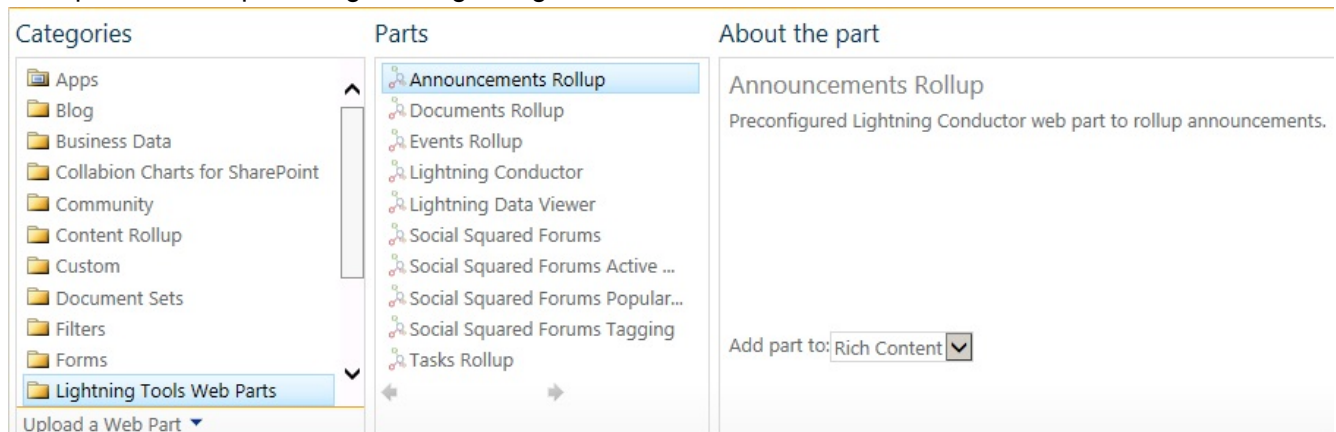 Categories
Apps
Blog
Business Data
Collabion Charts for SharePoint
Community
Content Rollup
Custom
Document Sets
Filters
Forms
Lightning Tools Web Parts
Upload a Web Part
Parts
Announcements Rollup
Documents Rollup
Events Rollup
Lightning Conductor
Lightning Data Viewer
Social Squared Forums
Social Squared Forums Active ...
Social Squared Forums Popular...
Social Squared Forums Tagging
Tasks Rollup
About the part
Announcements Rollup
Preconfigured Lightning Conductor web part to rollup announcements.
Add part to: Rich Content